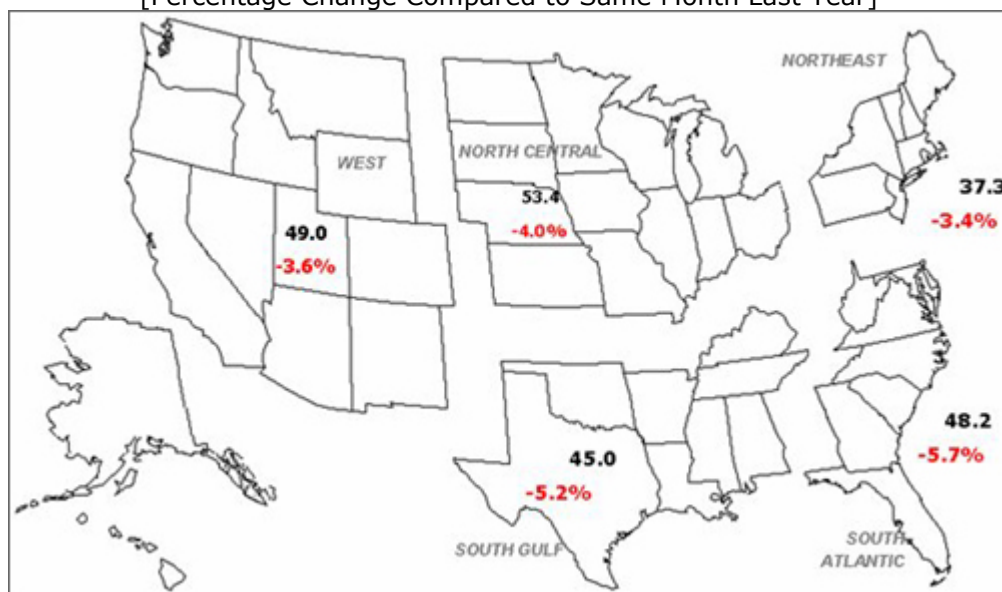 [Percentage Change Compared to Same Month Last Year]
NORTHEAST
WEST
NORTH CENTRAL
53.4
-4.0%
37.3
-3.4%
49.0
-3.6%
48.2
-5.7%
45.0
-5.2%
SOUTH GULF
SOUTH
ATLANTIC